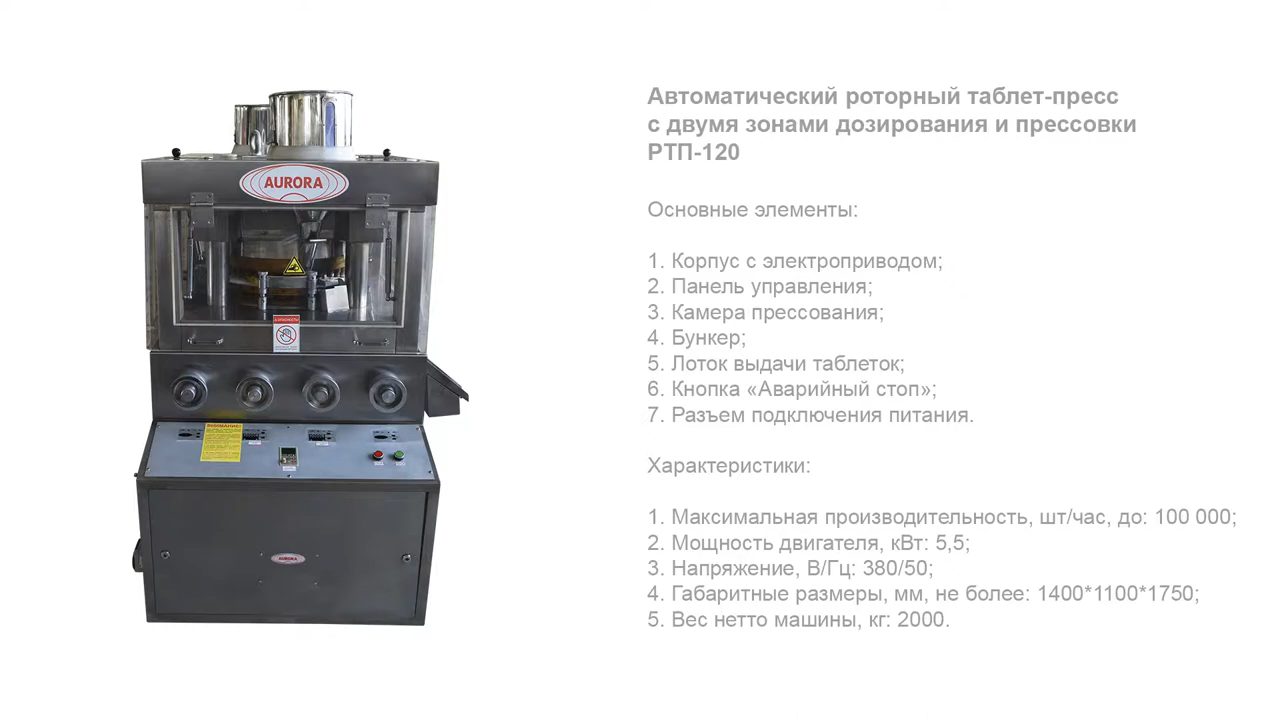 Автоматический роторный таблет-пресс
с двумя зонами дозирования и прессовки
РТП-120
Основные элементы:
1. Корпус с электроприводом;
2. Панель управления;
3. Камера прессования;
4. Бункер;
5. Лоток выдачи таблеток;
6. Кнопка «Аварийный стоп»;
7. Разъем подключения питания.
Характеристики:
1. Максимальная производительность, шт/час, до: 100 000;
2. Мощность двигателя, кВт: 5,5;
3. Напряжение, В/Гц: 380/50;
4. Габаритные размеры, мм, не более: 1400*1100*1750;
5. Вес нетто машины, кг: 2000.
AURORA
ВНИМАНИЕ
AURORA